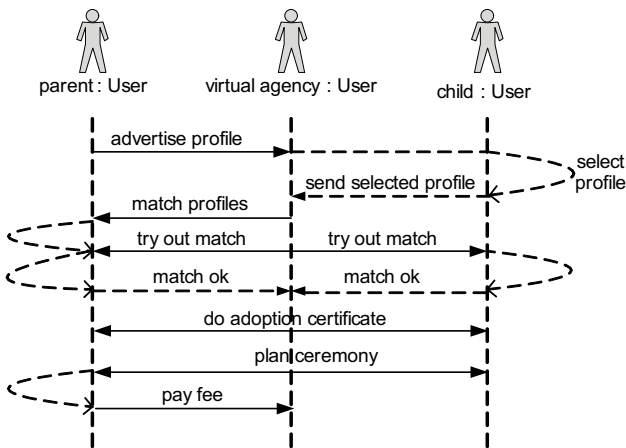 parent : User
virtual agency : User
child : User
advertise profile
select
profile
send selected profile
match profiles
try out match
try out match
match ok
match ok
do adoption certificate
plan ceremony
pay fee